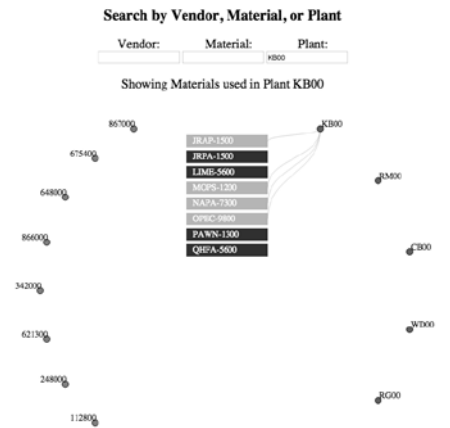 Search by Vendor, Material, or Plant
Vendor: Material: Plant:
KB00
Showing Materials used in Plant KB00
867000
675400
648000
866000
342000
621300
248000
112800
JRAP-1500
JRPA-1500
LIME-5600
MOPS-1200
NAPA-7300
OPEC-9800
PAWN-1300
QHFA-5600
KB00
RM00
CB00
WD00
RG00